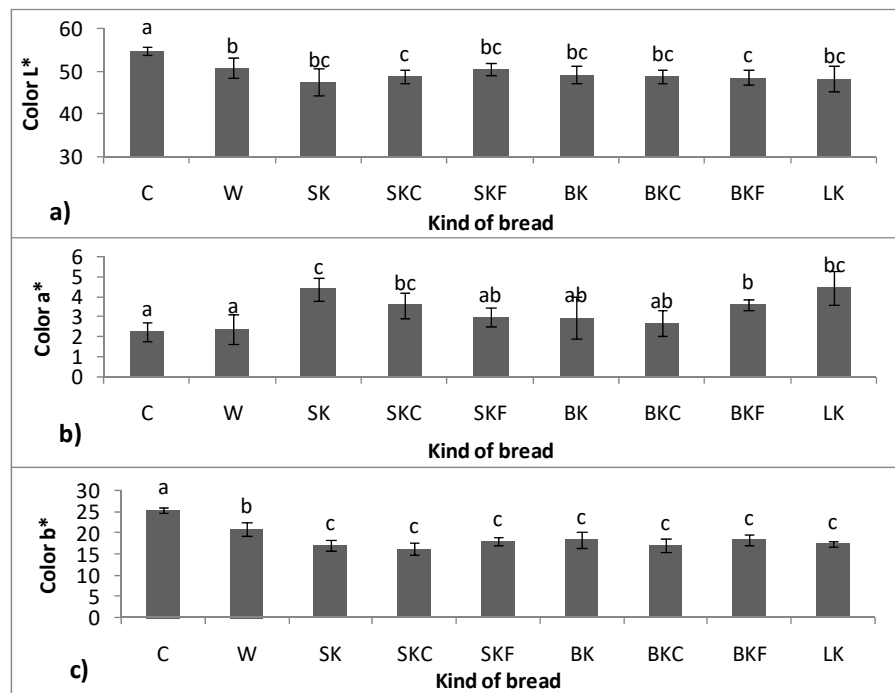 60
50
40
30
Color L*
a b bc c bc bc bc c bc
C W SK SKC SKF BK BKC BKF LK
a)
Kind of bread
6
5
4
3
2
1
0
Color a*
a a c bc ab ab ab b bc
C W SK SKC SKF BK BKC BKF LK
b)
Kind of bread
30
25
20
15
10
5
0
Color b*
a b c c c c c c c
C W SK SKC SKF BK BKC BKF LK
c)
Kind of bread